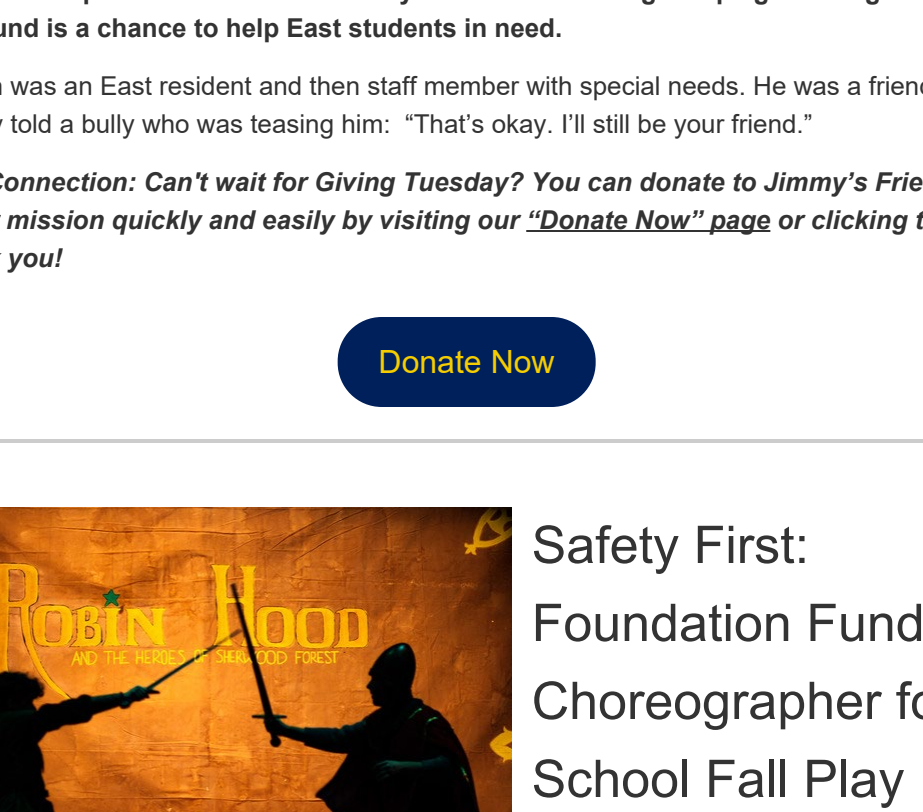 und is a chance to help East students in need.
was an East resident and then staff member with special needs. He was a friend
told a bully who was teasing him: “That’s okay. I’ll still be your friend.”
Connection: Can't wait for Giving Tuesday? You can donate to Jimmy’s Frie
mission quickly and easily by visiting our “Donate Now” page or clicking t
you!
Donate Now
Safety First:
Foundation Fund
Choreographer fo
School Fall Play
ROBIN HOOD
AND THE HEROES OF SHERWOOD FOREST